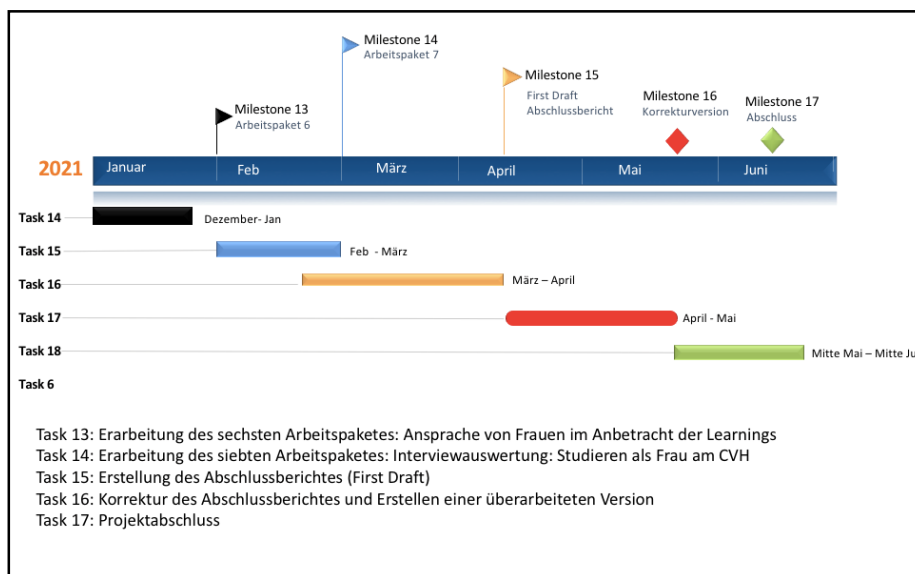 Milestone 14
Arbeitspaket 7
Milestone 15
First Draft
Abschlussbericht
Milestone 16
Korrekturversion
Milestone 17
Abschluss
Milestone 13
Arbeitspaket 6
2021
Januar
Feb
März
April
Mai
Juni
Task 14
Dezember- Jan
Task 15
Feb - März
Task 16
März – April
Task 17
April - Mai
Task 18
Mitte Mai – Mitte Ju
Task 6
Task 13: Erarbeitung des sechsten Arbeitspaketes: Ansprache von Frauen im Anbetracht der Learnings
Task 14: Erarbeitung des siebten Arbeitspaketes: Interviewauswertung: Studieren als Frau am CVH
Task 15: Erstellung des Abschlussberichtes (First Draft)
Task 16: Korrektur des Abschlussberichtes und Erstellen einer überarbeiteten Version
Task 17: Projektabschluss